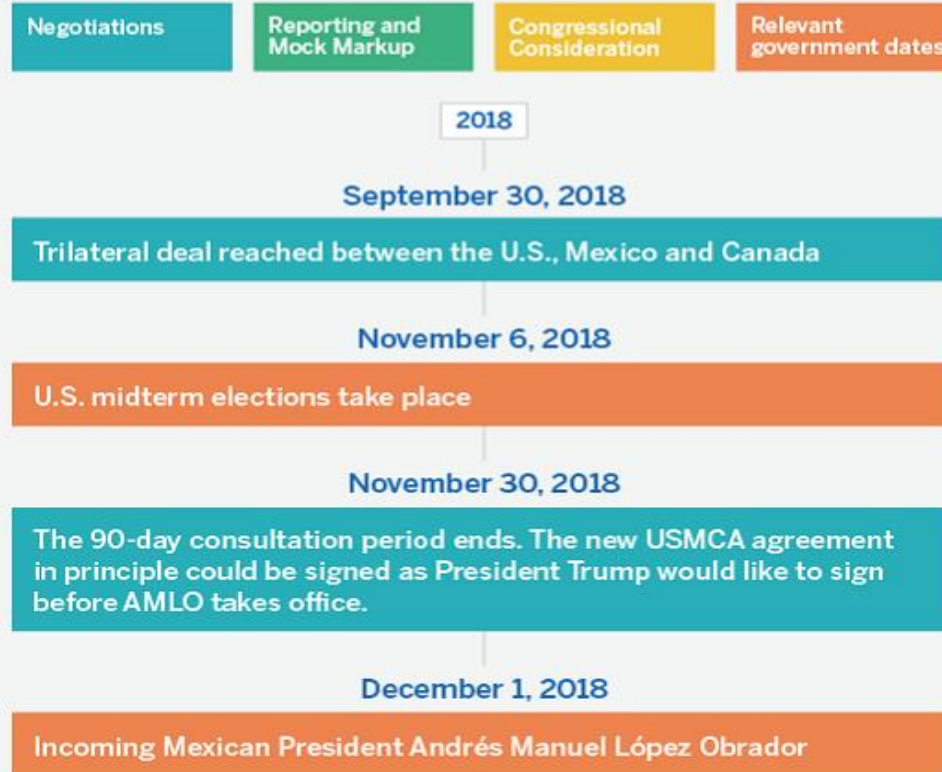 Negotiations
Reporting and
Mock Markup
Congressional
Consideration
Relevant
government dates
2018
September 30, 2018
Trilateral deal reached between the U.S., Mexico and Canada
November 6, 2018
U.S. midterm elections take place
November 30, 2018
The 90-day consultation period ends. The new USMCA agreement
in principle could be signed as President Trump would like to sign
before AMLO takes office.
December 1, 2018
Incoming Mexican President Andrés Manuel López Obrador